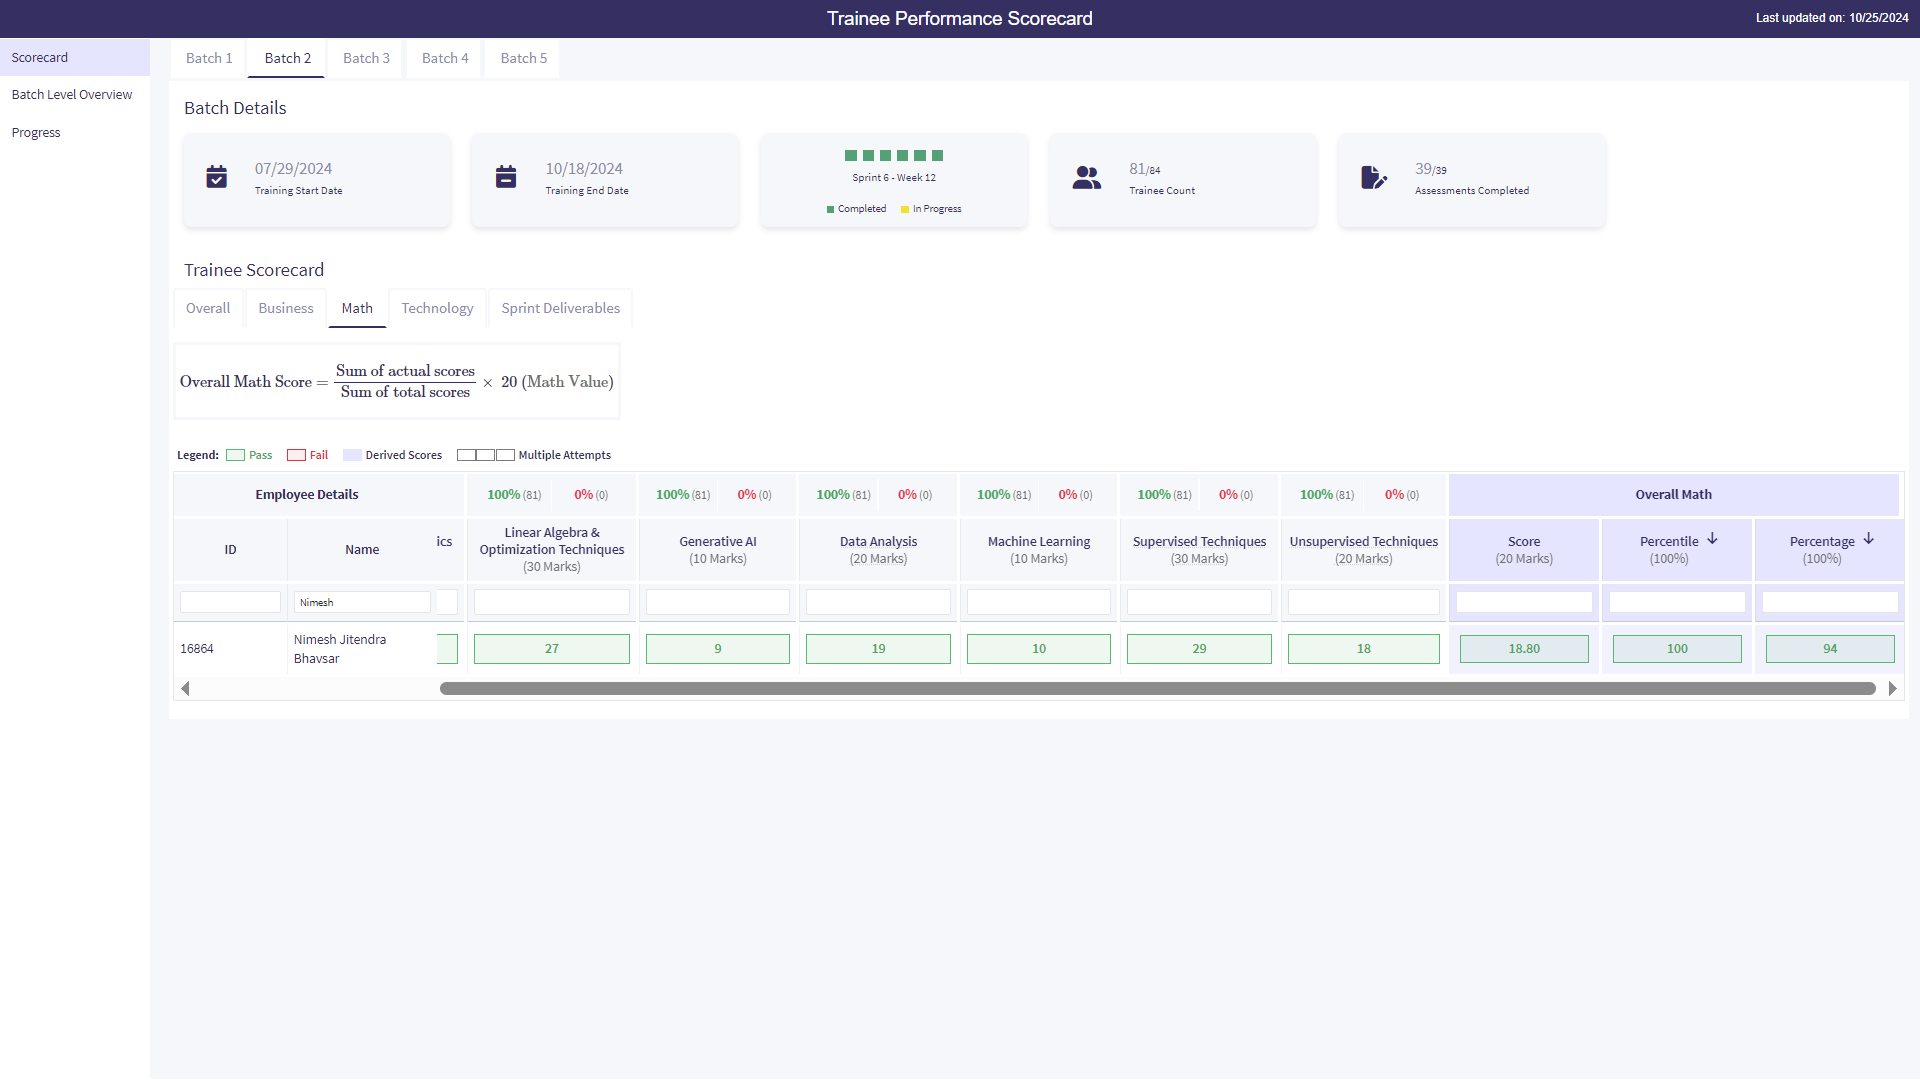 Trainee Performance Scorecard
Last updated on: 10/25/2024
Scorecard
Batch Level Overview
Progress
Batch 1
Batch 2
Batch 3
Batch 4
Batch 5
Batch Details
07/29/2024
Training Start Date
10/18/2024
Training End Date
Sprint 6 - Week 12
Completed
In Progress
81/84
Trainee Count
39/39
Assessments Completed
Trainee Scorecard
Overall
Business
Math
Technology
Sprint Deliverables
Overall Math Score = Sum of actual scores / Sum of total scores × 20 (Math Value)
Legend: Pass Fail Derived Scores Multiple Attempts
Employee Details
100% (81) 0% (0)
100% (81) 0% (0)
100% (81) 0% (0)
100% (81) 0% (0)
100% (81) 0% (0)
100% (81) 0% (0)
Overall Math
ID
Name
ics
Linear Algebra &
Optimization Techniques
(30 Marks)
Generative AI
(10 Marks)
Data Analysis
(20 Marks)
Machine Learning
(10 Marks)
Supervised Techniques
(30 Marks)
Unsupervised Techniques
(20 Marks)
Score
(20 Marks)
Percentile
(100%)
Percentage
(100%)
Nimesh
16864
Nimesh Jitendra
Bhavsar
27
9
19
10
29
18
18.80
100
94